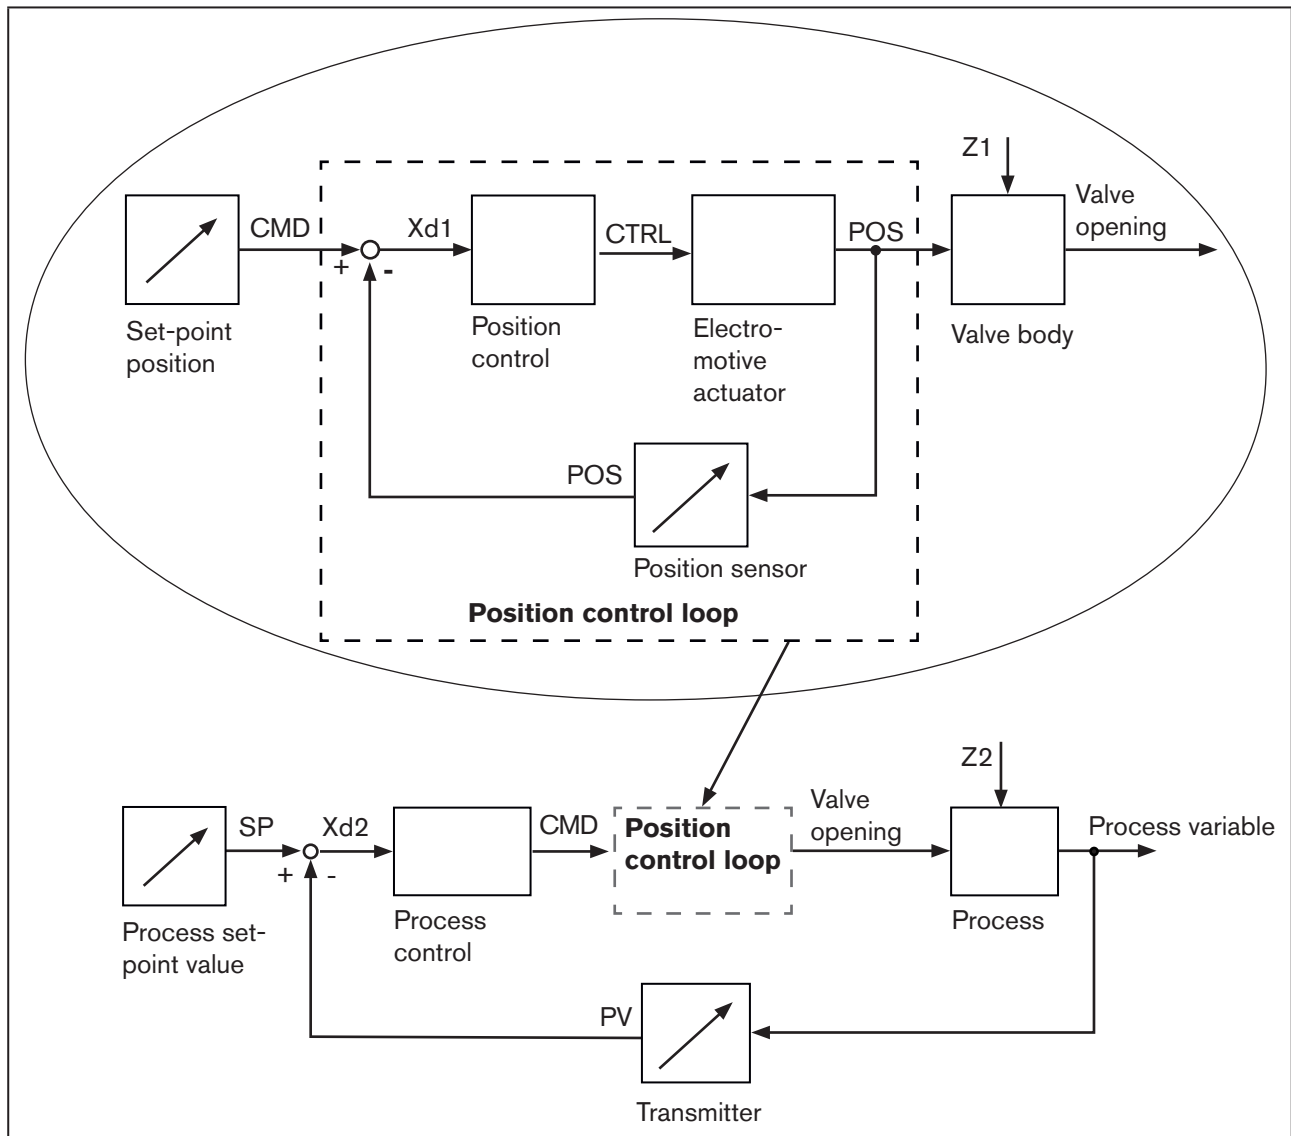 Z1
Valve
opening
CMD
Xd1
CTRL
POS
+
-
Set-point
position
Position
control
Electro-
motive
actuator
Valve body
POS
Position sensor
Position control loop
Z2
SP
Xd2
CMD
Position
control loop
Valve
opening
Process variable
+
-
Process set-
point value
Process
control
Process
PV
Transmitter